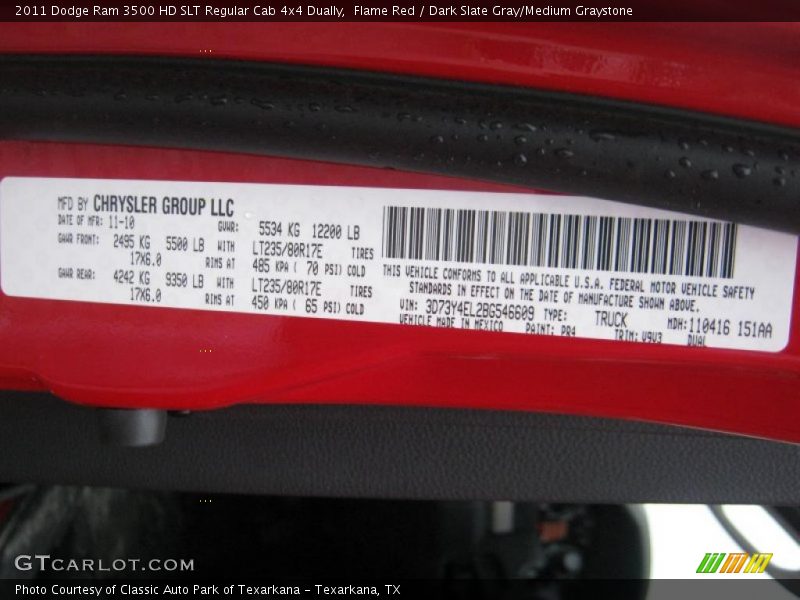 2011 Dodge Ram 3500 HD SLT Regular Cab 4x4 Dually,  Flame Red / Dark Slate Gray/Medium Graystone
MFD BY CHRYSLER GROUP LLC
DATE OF MFR: 11-10 GVWR: 5534 KG 12200 LB
GAWR FRONT: 2495 KG 5500 LB WITH LT235/80R17E TIRES
17X6.0 RIMS AT 485 KPA ( 70 PSI) COLD
GAWR REAR: 4242 KG 9350 LB WITH LT235/80R17E TIRES
17X6.0 RIMS AT 450 KPA ( 65 PSI) COLD
THIS VEHICLE CONFORMS TO ALL APPLICABLE U.S.A. FEDERAL MOTOR VEHICLE SAFETY
STANDARDS IN EFFECT ON THE DATE OF MANUFACTURE SHOWN ABOVE.
VIN: 3D73Y4EL2BG546609 TYPE: TRUCK MDH: 110416 151AA
VEHICLE MADE IN MEXICO PAINT: PR4 TRIM: V9V3 DUAL
GTCARLOT.COM
Photo Courtesy of Classic Auto Park of Texarkana - Texarkana, TX